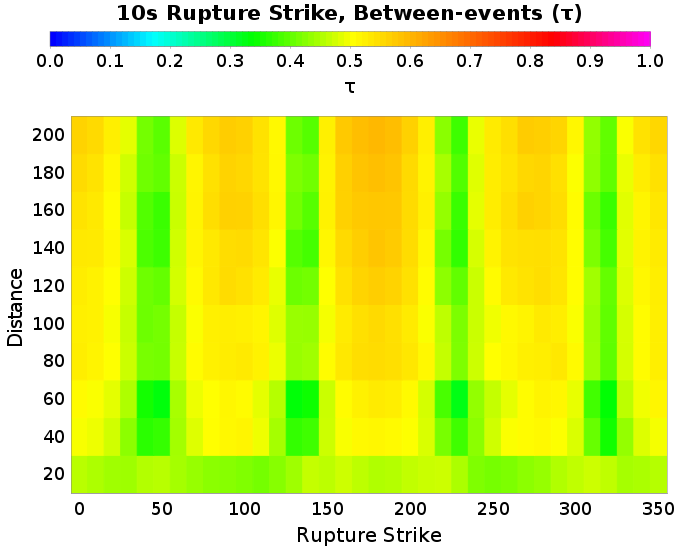 10s Rupture Strike, Between-events (τ)
0.0 0.1 0.2 0.3 0.4 0.5 0.6 0.7 0.8 0.9 1.0
τ
Distance
200
180
160
140
120
100
80
60
40
20
0 50 100 150 200 250 300 350
Rupture Strike